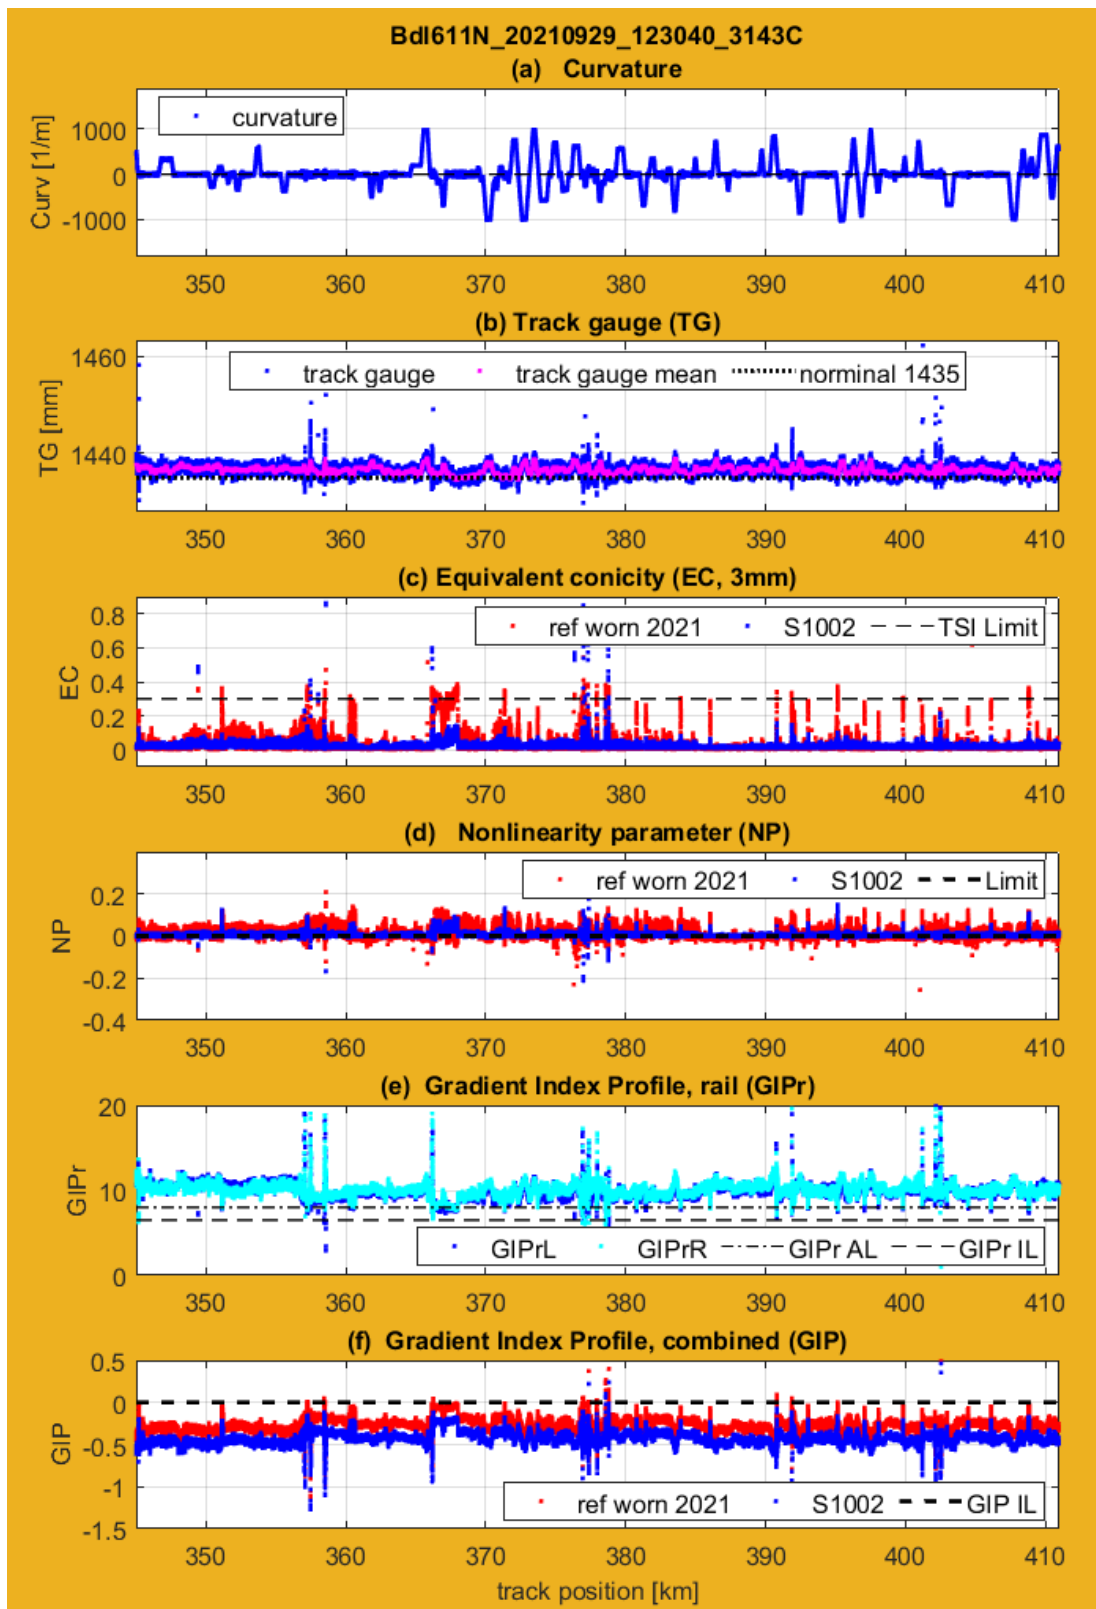 Bdl611N_20210929_123040_3143C
(a) Curvature
curvature
Curv [1/m]
1000
0
-1000
350 360 370 380 390 400 410
(b) Track gauge (TG)
track gauge track gauge mean norminal 1435
TG [mm]
1460
1440
350 360 370 380 390 400 410
(c) Equivalent conicity (EC, 3mm)
ref worn 2021 S1002 TSI Limit
EC
0.8
0.6
0.4
0.2
0
350 360 370 380 390 400 410
(d) Nonlinearity parameter (NP)
ref worn 2021 S1002 Limit
NP
0.2
0
-0.2
-0.4
350 360 370 380 390 400 410
(e) Gradient Index Profile, rail (GIPr)
GIPr
20
10
0
GIPrL GIPrR GIPr AL GIPr IL
350 360 370 380 390 400 410
(f) Gradient Index Profile, combined (GIP)
GIP
0.5
0
-0.5
-1
-1.5
ref worn 2021 S1002 GIP IL
350 360 370 380 390 400 410
track position [km]